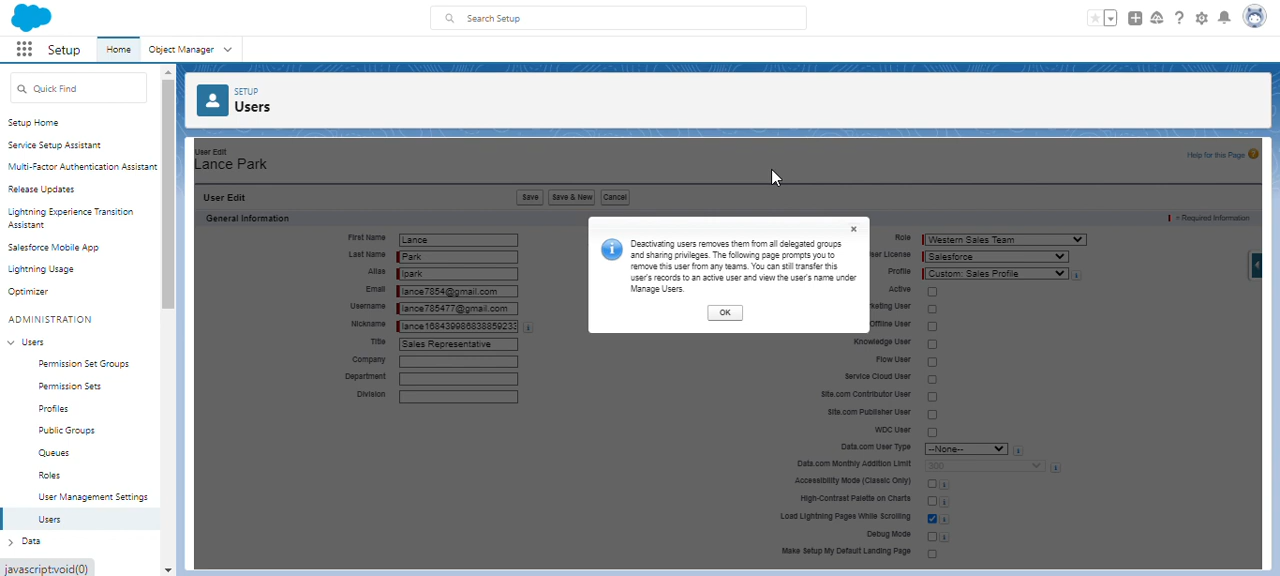 Search Setup
Setup
Home
Object Manager
Quick Find
Setup Home
Service Setup Assistant
Multi-Factor Authentication Assistant
Release Updates
Lightning Experience Transition
Assistant
Salesforce Mobile App
Lightning Usage
Optimizer
ADMINISTRATION
Users
Permission Set Groups
Permission Sets
Profiles
Public Groups
Queues
Roles
User Management Settings
Users
Data
javascript:void(0)
SETUP
Users
User Edit
Lance Park
Help for this Page
User Edit
Save
Save & New
Cancel
General Information
= Required Information
First Name
Lance
Last Name
Park
Alias
lpark
Email
lance7854@gmail.com
Username
lance785477@gmail.com
Nickname
Title
Sales Representative
Company
Department
Division
Deactivating users removes them from all delegated groups
and sharing privileges. The following page prompts you to
remove this user from any teams. You can still transfer this
user's records to an active user and view the user's name under
Manage Users.
OK
Role
Western Sales Team
ser License
Salesforce
Profile
Custom: Sales Profile
Active
keting User
Offline User
Knowledge User
Flow User
Service Cloud User
Site.com Contributor User
Site.com Publisher User
WDC User
Data.com User Type
--None--
Data.com Monthly Addition Limit
300
Accessibility Mode (Classic Only)
High-Contrast Palette on Charts
Load Lightning Pages While Scrolling
Debug Mode
Make Setup My Default Landing Page